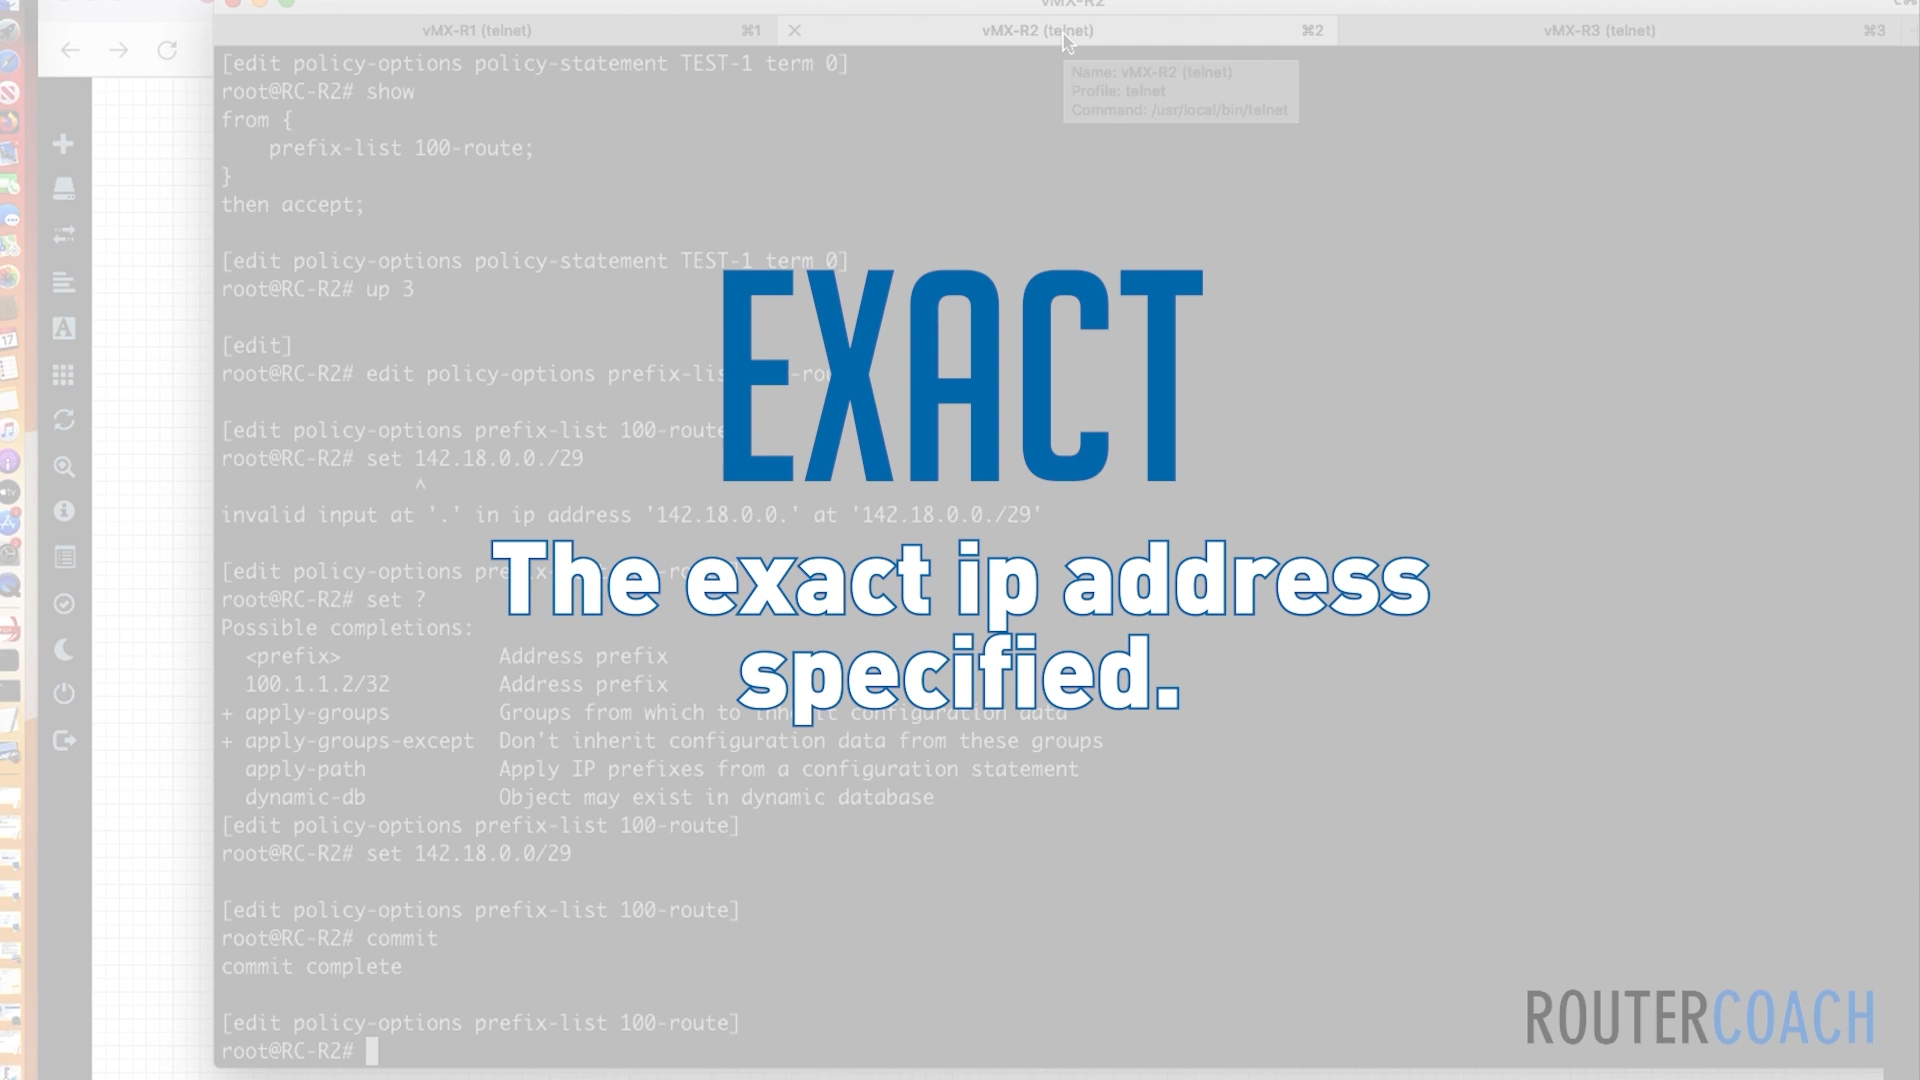 vMX-R2
vMX-R1 (telnet) ⌘1 vMX-R2 (telnet) ⌘2 vMX-R3 (telnet) ⌘3
Name: vMX-R2 (telnet)
Profile: telnet
Command: /usr/local/bin/telnet
[edit policy-options policy-statement TEST-1 term 0]
root@RC-R2# show
from {
    prefix-list 100-route;
}
then accept;
[edit policy-options policy-statement TEST-1 term 0]
root@RC-R2# up 3
[edit]
root@RC-R2# edit policy-options
[edit policy-options prefix-list 100-route
root@RC-R2# set 142.18.0.0./29
^
invalid input at '.' in ip address '142.18.0.0.' at '142.18.0.0./29'
[edit policy-options
root@RC-R2# set ?
Possible completions:
  <prefix>             Address prefix
  100.1.1.2/32         Address prefix
+ apply-groups         Groups from which to inherit configuration data
+ apply-groups-except  Don't inherit configuration data from these groups
  apply-path           Apply IP prefixes from a configuration statement
  dynamic-db           Object may exist in dynamic database
[edit policy-options prefix-list 100-route]
root@RC-R2# set 142.18.0.0/29
[edit policy-options prefix-list 100-route]
root@RC-R2# commit
commit complete
[edit policy-options prefix-list 100-route]
root@RC-R2#
EXACT
The exact ip address
specified.
ROUTERCOACH